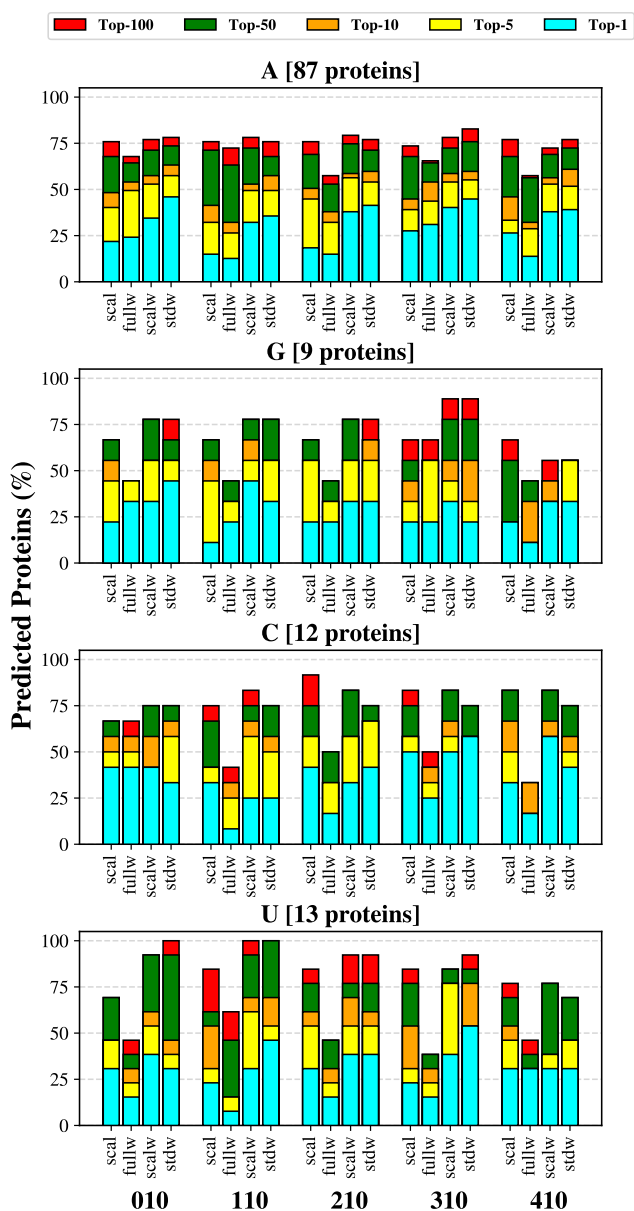 Top-100 Top-50 Top-10 Top-5 Top-1
A [87 proteins]
100
75
50
25
0
scal fullw scalw stdw scal fullw scalw stdw scal fullw scalw stdw scal fullw scalw stdw scal fullw scalw stdw
G [9 proteins]
100
75
50
25
0
scal fullw scalw stdw scal fullw scalw stdw scal fullw scalw stdw scal fullw scalw stdw scal fullw scalw stdw
Predicted Proteins (%)
C [12 proteins]
100
75
50
25
0
scal fullw scalw stdw scal fullw scalw stdw scal fullw scalw stdw scal fullw scalw stdw scal fullw scalw stdw
U [13 proteins]
100
75
50
25
0
scal fullw scalw stdw scal fullw scalw stdw scal fullw scalw stdw scal fullw scalw stdw scal fullw scalw stdw
010 110 210 310 410